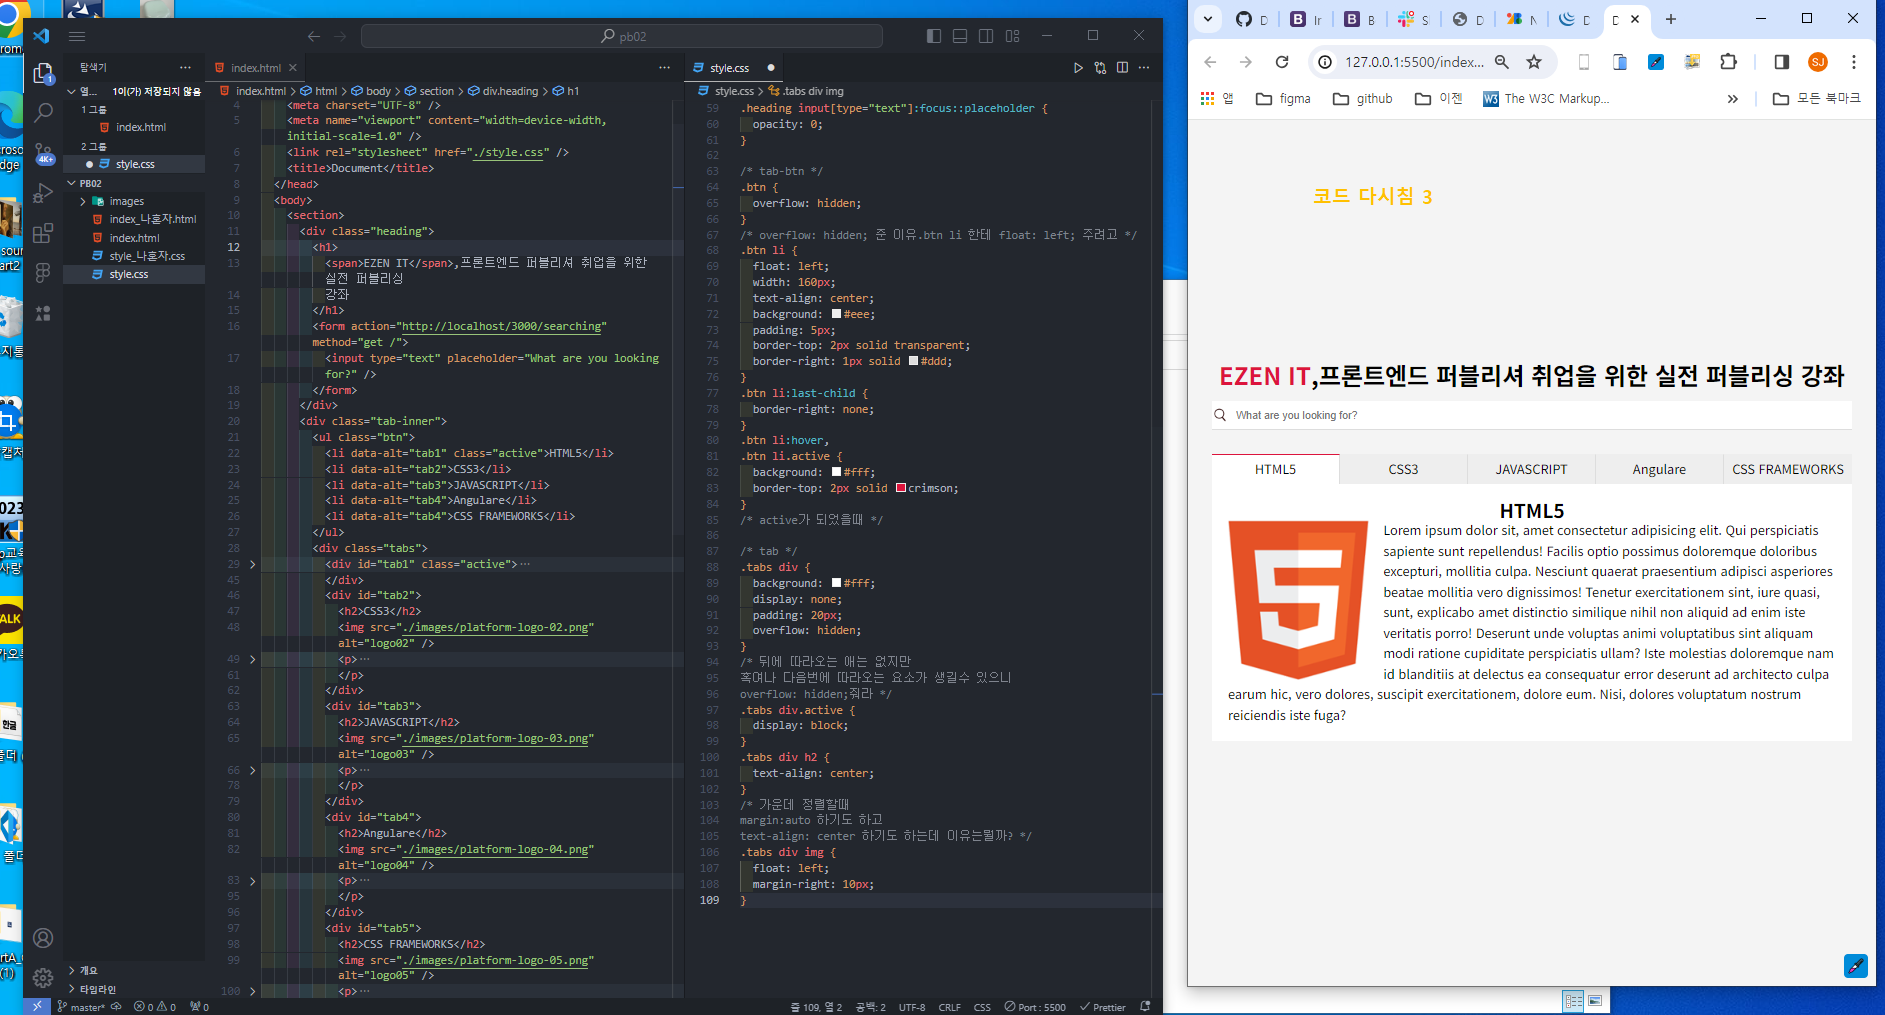 pb02
탐색기
열...
1이(가) 저장되지 않음
1 그룹
index.html
2 그룹
style.css
PB02
images
index_나혼자.html
index.html
style_나혼자.css
style.css
개요
타임라인
index.html
index.html > html > body > section > div.heading > h1
4 <meta charset="UTF-8" />
5 <meta name="viewport" content="width=device-width,
initial-scale=1.0" />
6 <link rel="stylesheet" href="./style.css" />
7 <title>Document</title>
8 </head>
9 <body>
10 <section>
11 <div class="heading">
12 <h1>
13 <span>EZEN IT</span>,프론트엔드 퍼블리셔 취업을 위한
실전 퍼블리싱
14 강좌
15 </h1>
16 <form action="http://localhost/3000/searching"
method="get /">
17 <input type="text" placeholder="What are you looking
for?" />
18 </form>
19 </div>
20 <div class="tab-inner">
21 <ul class="btn">
22 <li data-alt="tab1" class="active">HTML5</li>
23 <li data-alt="tab2">CSS3</li>
24 <li data-alt="tab3">JAVASCRIPT</li>
25 <li data-alt="tab4">Angulare</li>
26 <li data-alt="tab4">CSS FRAMEWORKS</li>
27 </ul>
28 <div class="tabs">
29 <div id="tab1" class="active">…
45 </div>
46 <div id="tab2">
47 <h2>CSS3</h2>
48 <img src="./images/platform-logo-02.png"
alt="logo02" />
49 <p>…
61 </p>
62 </div>
63 <div id="tab3">
64 <h2>JAVASCRIPT</h2>
65 <img src="./images/platform-logo-03.png"
alt="logo03" />
66 <p>…
78 </p>
79 </div>
80 <div id="tab4">
81 <h2>Angulare</h2>
82 <img src="./images/platform-logo-04.png"
alt="logo04" />
83 <p>…
95 </p>
96 </div>
97 <div id="tab5">
98 <h2>CSS FRAMEWORKS</h2>
99 <img src="./images/platform-logo-05.png"
alt="logo05" />
100 <p>…
style.css
style.css > .tabs div img
59 .heading input[type="text"]:focus::placeholder {
60 opacity: 0;
61 }
62
63 /* tab-btn */
64 .btn {
65 overflow: hidden;
66 }
67 /* overflow: hidden; 준 이유.btn li 한테 float: left; 주려고 */
68 .btn li {
69 float: left;
70 width: 160px;
71 text-align: center;
72 background: #eee;
73 padding: 5px;
74 border-top: 2px solid transparent;
75 border-right: 1px solid #ddd;
76 }
77 .btn li:last-child {
78 border-right: none;
79 }
80 .btn li:hover,
81 .btn li.active {
82 background: #fff;
83 border-top: 2px solid crimson;
84 }
85 /* active가 되었을때 */
86
87 /* tab */
88 .tabs div {
89 background: #fff;
90 display: none;
91 padding: 20px;
92 overflow: hidden;
93 }
94 /* 뒤에 따라오는 애는 없지만
95 혹여나 다음번에 따라오는 요소가 생길수 있으니
96 overflow: hidden;줘라 */
97 .tabs div.active {
98 display: block;
99 }
100 .tabs div h2 {
101 text-align: center;
102 }
103 /* 가운데 정렬할때
104 margin:auto 하기도 하고
105 text-align: center 하기도 하는데 이유는뭘까? */
106 .tabs div img {
107 float: left;
108 margin-right: 10px;
109 }
master*
0 0
0
줄 109, 열 2
공백: 2
UTF-8
CRLF
CSS
Port : 5500
Prettier
127.0.0.1:5500/index...
SJ
앱
figma
github
이젠
The W3C Markup...
모든 북마크
코드 다시침 3
EZEN IT,프론트엔드 퍼블리셔 취업을 위한 실전 퍼블리싱 강좌
What are you looking for?
HTML5
CSS3
JAVASCRIPT
Angulare
CSS FRAMEWORKS
HTML5
Lorem ipsum dolor sit, amet consectetur adipisicing elit. Qui perspiciatis
sapiente sunt repellendus! Facilis optio possimus doloremque doloribus
excepturi, mollitia culpa. Nesciunt quaerat praesentium adipisci asperiores
beatae mollitia vero dignissimos! Tenetur exercitationem sint, iure quasi,
sunt, explicabo amet distinctio similique nihil non aliquid ad enim iste
veritatis porro! Deserunt unde voluptas animi voluptatibus sint aliquam
modi ratione cupiditate perspiciatis ullam? Iste molestias doloremque nam
id blanditiis at delectus ea consequatur error deserunt ad architecto culpa
earum hic, vero dolores, suscipit exercitationem, dolore eum. Nisi, dolores voluptatum nostrum
reiciendis iste fuga?